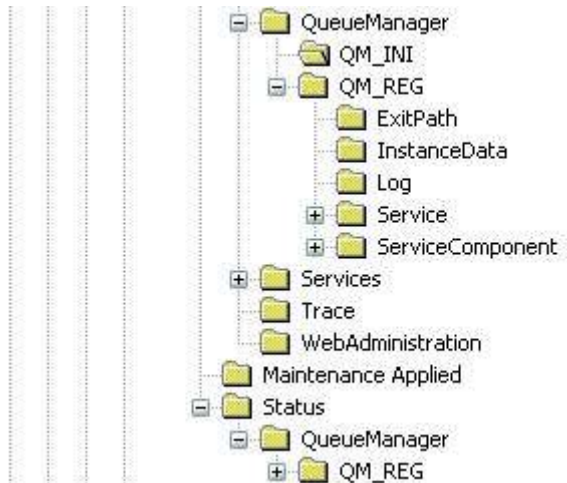 QueueManager
QM_INI
QM_REG
ExitPath
InstanceData
Log
Service
ServiceComponent
Services
Trace
WebAdministration
Maintenance Applied
Status
QueueManager
QM_REG